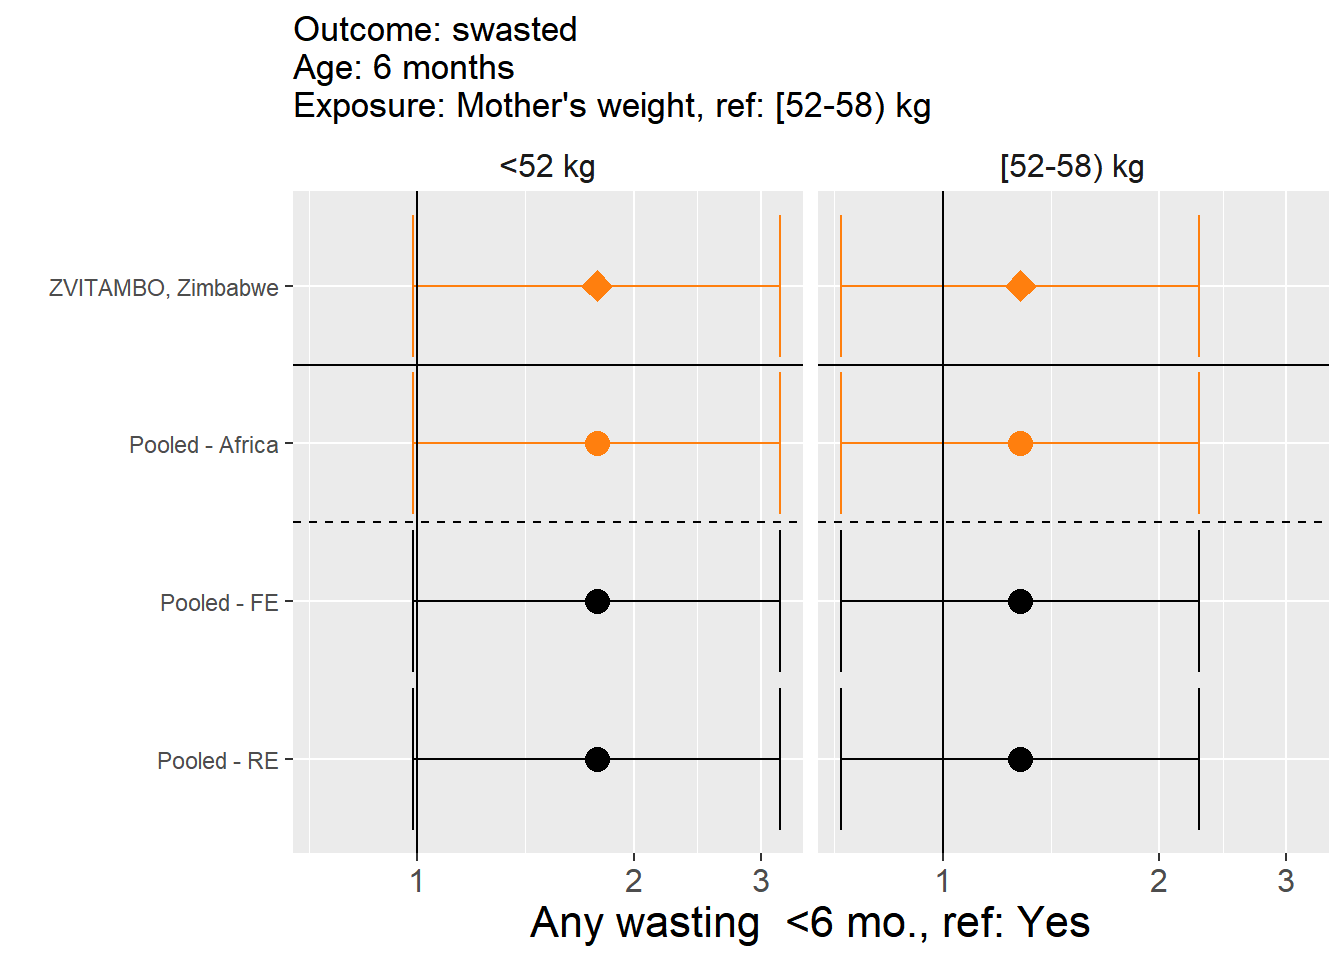 Outcome: swasted
Age: 6 months
Exposure: Mother's weight, ref: [52-58) kg
<52 kg
[52-58) kg
ZVITAMBO, Zimbabwe
Pooled - Africa
Pooled - FE
Pooled - RE
1 2 3 1 2 3
Any wasting  <6 mo., ref: Yes